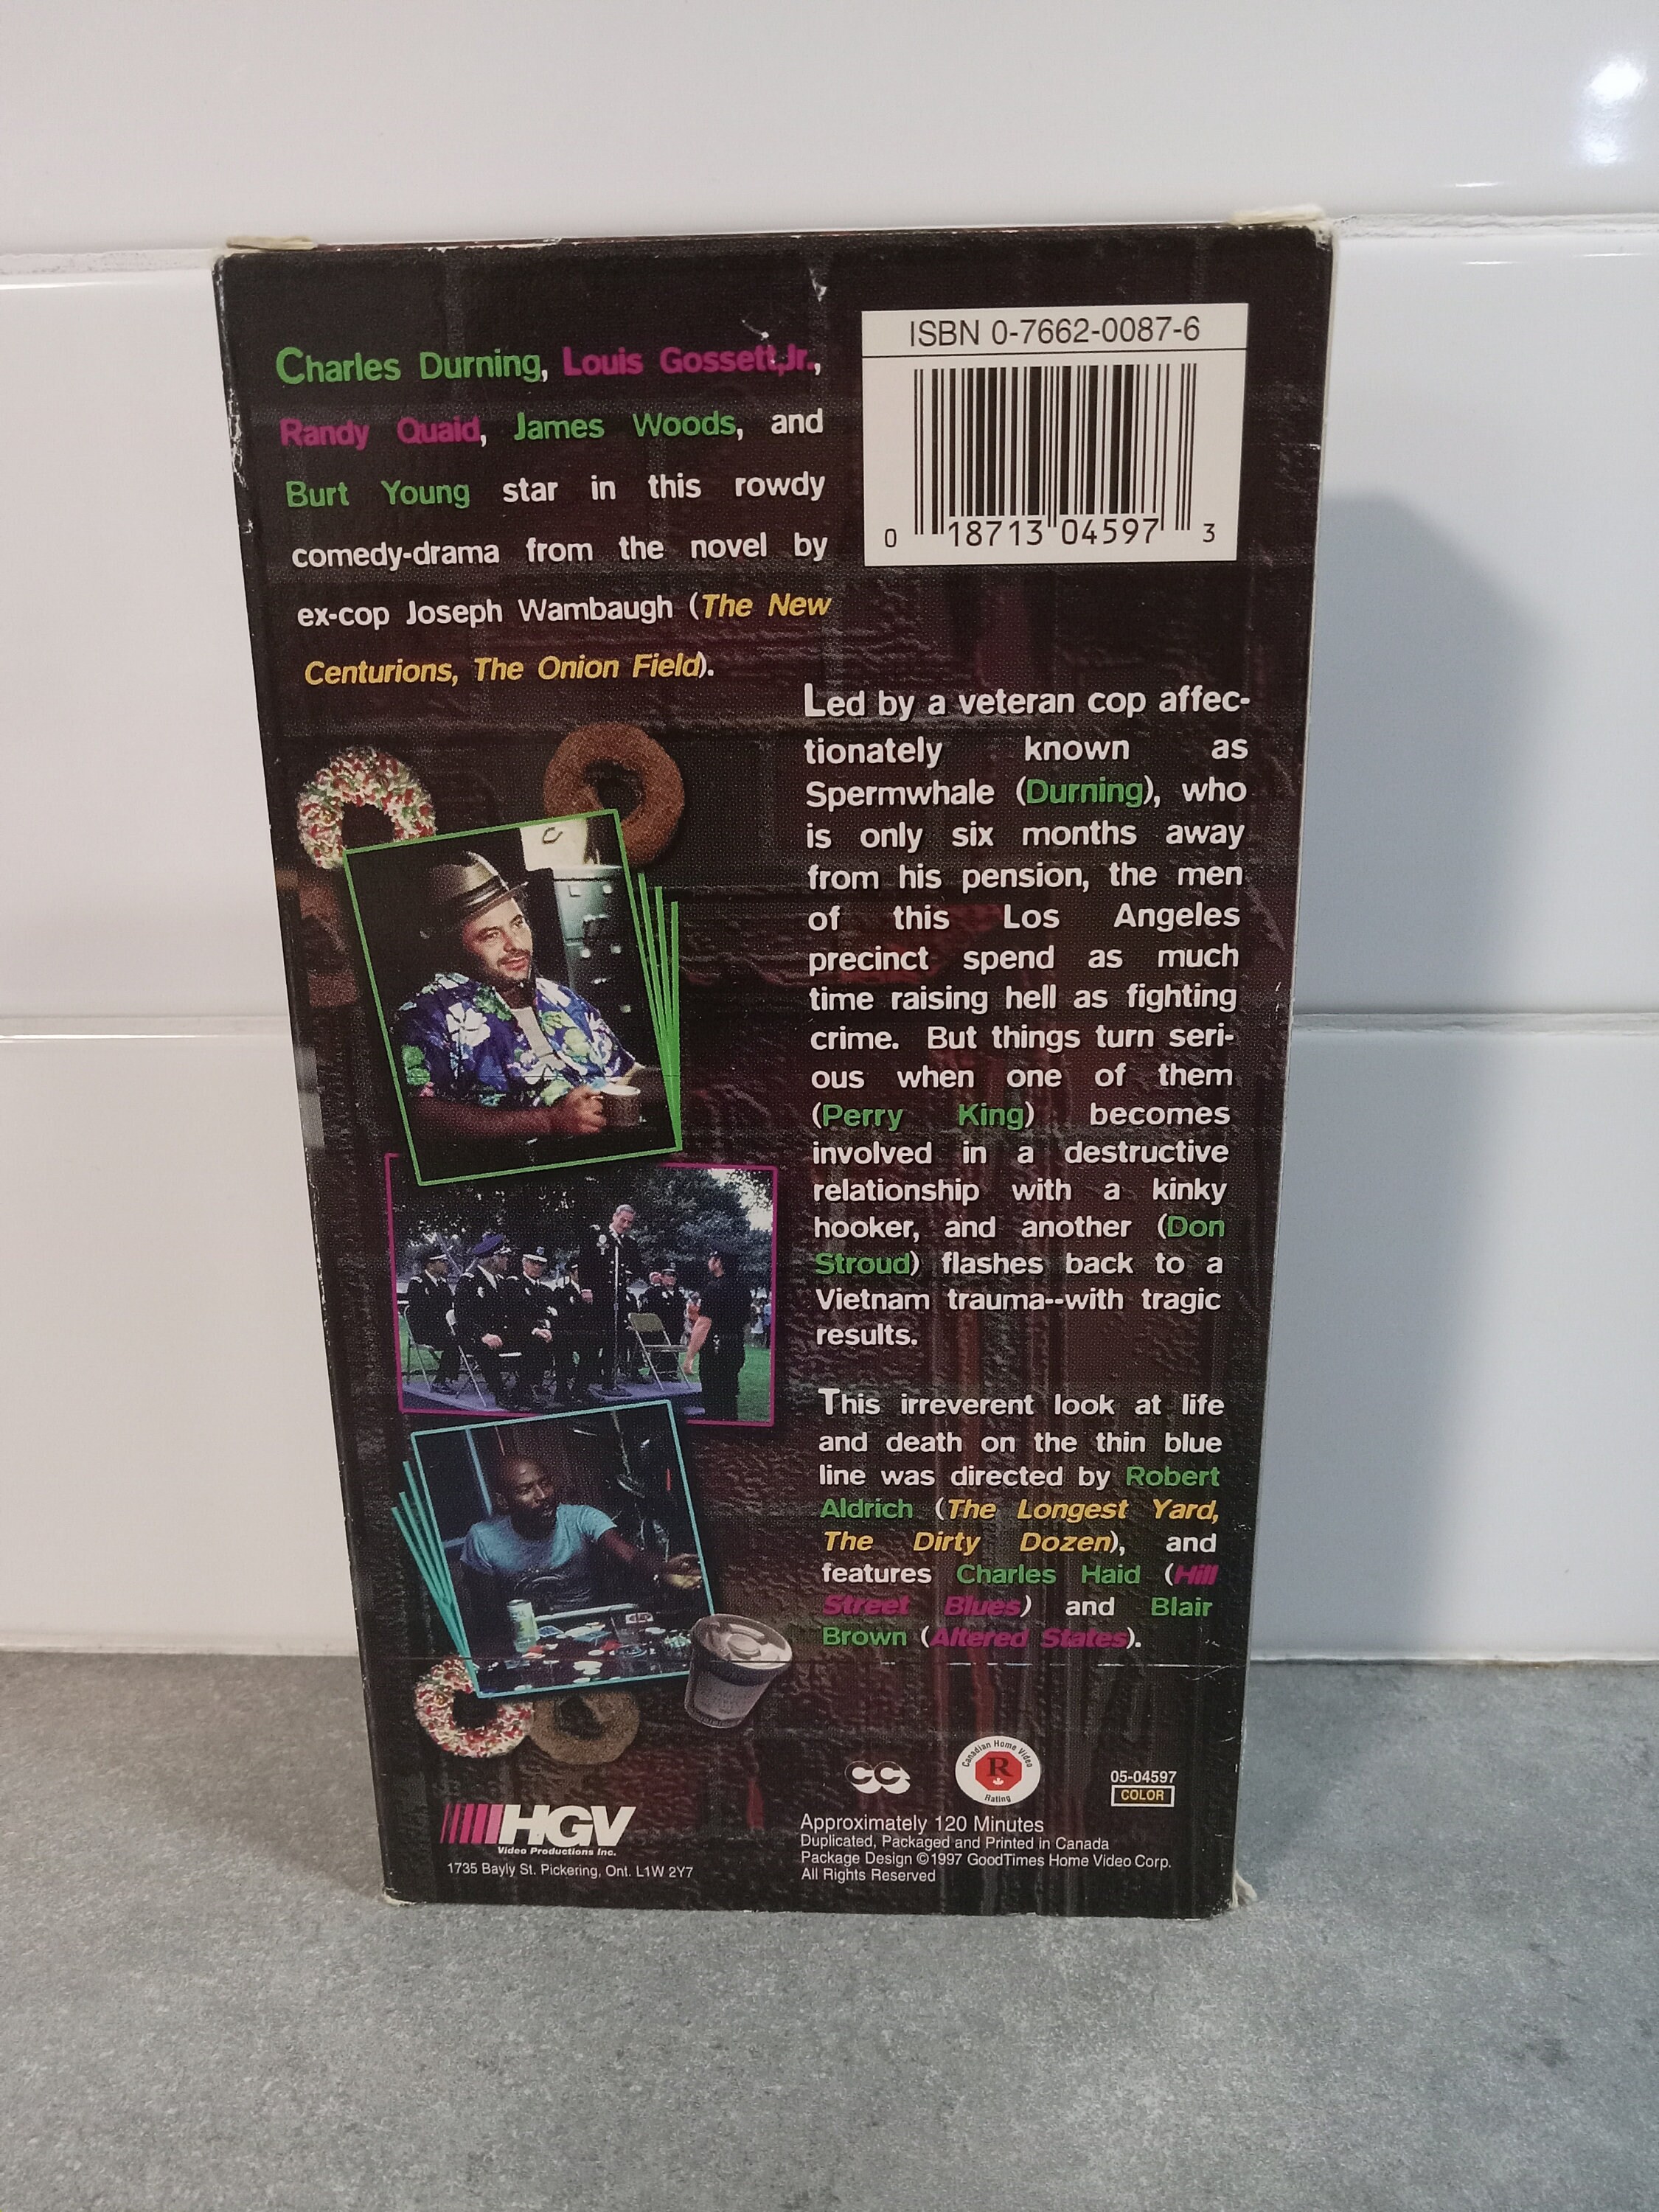 Charles Durning, Louis Gossett, Jr.,
Randy Quaid, James Woods, and
Burt Young star in this rowdy
comedy-drama from the novel by
ex-cop Joseph Wambaugh (The New
Centurions, The Onion Field).
ISBN 0-7662-0087-6
0 18713 04597 3
Led by a veteran cop affec-
tionately known as
Spermwhale (Durning), who
is only six months away
from his pension, the men
of this Los Angeles
precinct spend as much
time raising hell as fighting
crime. But things turn seri-
ous when one of them
(Perry King) becomes
involved in a destructive
relationship with a kinky
hooker, and another (Don
Stroud) flashes back to a
Vietnam trauma--with tragic
results.
This irreverent look at life
and death on the thin blue
line was directed by Robert
Aldrich (The Longest Yard,
The Dirty Dozen), and
features Charles Haid (Hill
Street Blues) and Blair
Brown (Altered States).
CC
Canadian Home Video
R
Rating
05-04597
COLOR
HGV
Video Productions Inc.
1735 Bayly St. Pickering, Ont. L1W 2Y7
Approximately 120 Minutes
Duplicated, Packaged and Printed in Canada
Package Design ©1997 GoodTimes Home Video Corp.
All Rights Reserved